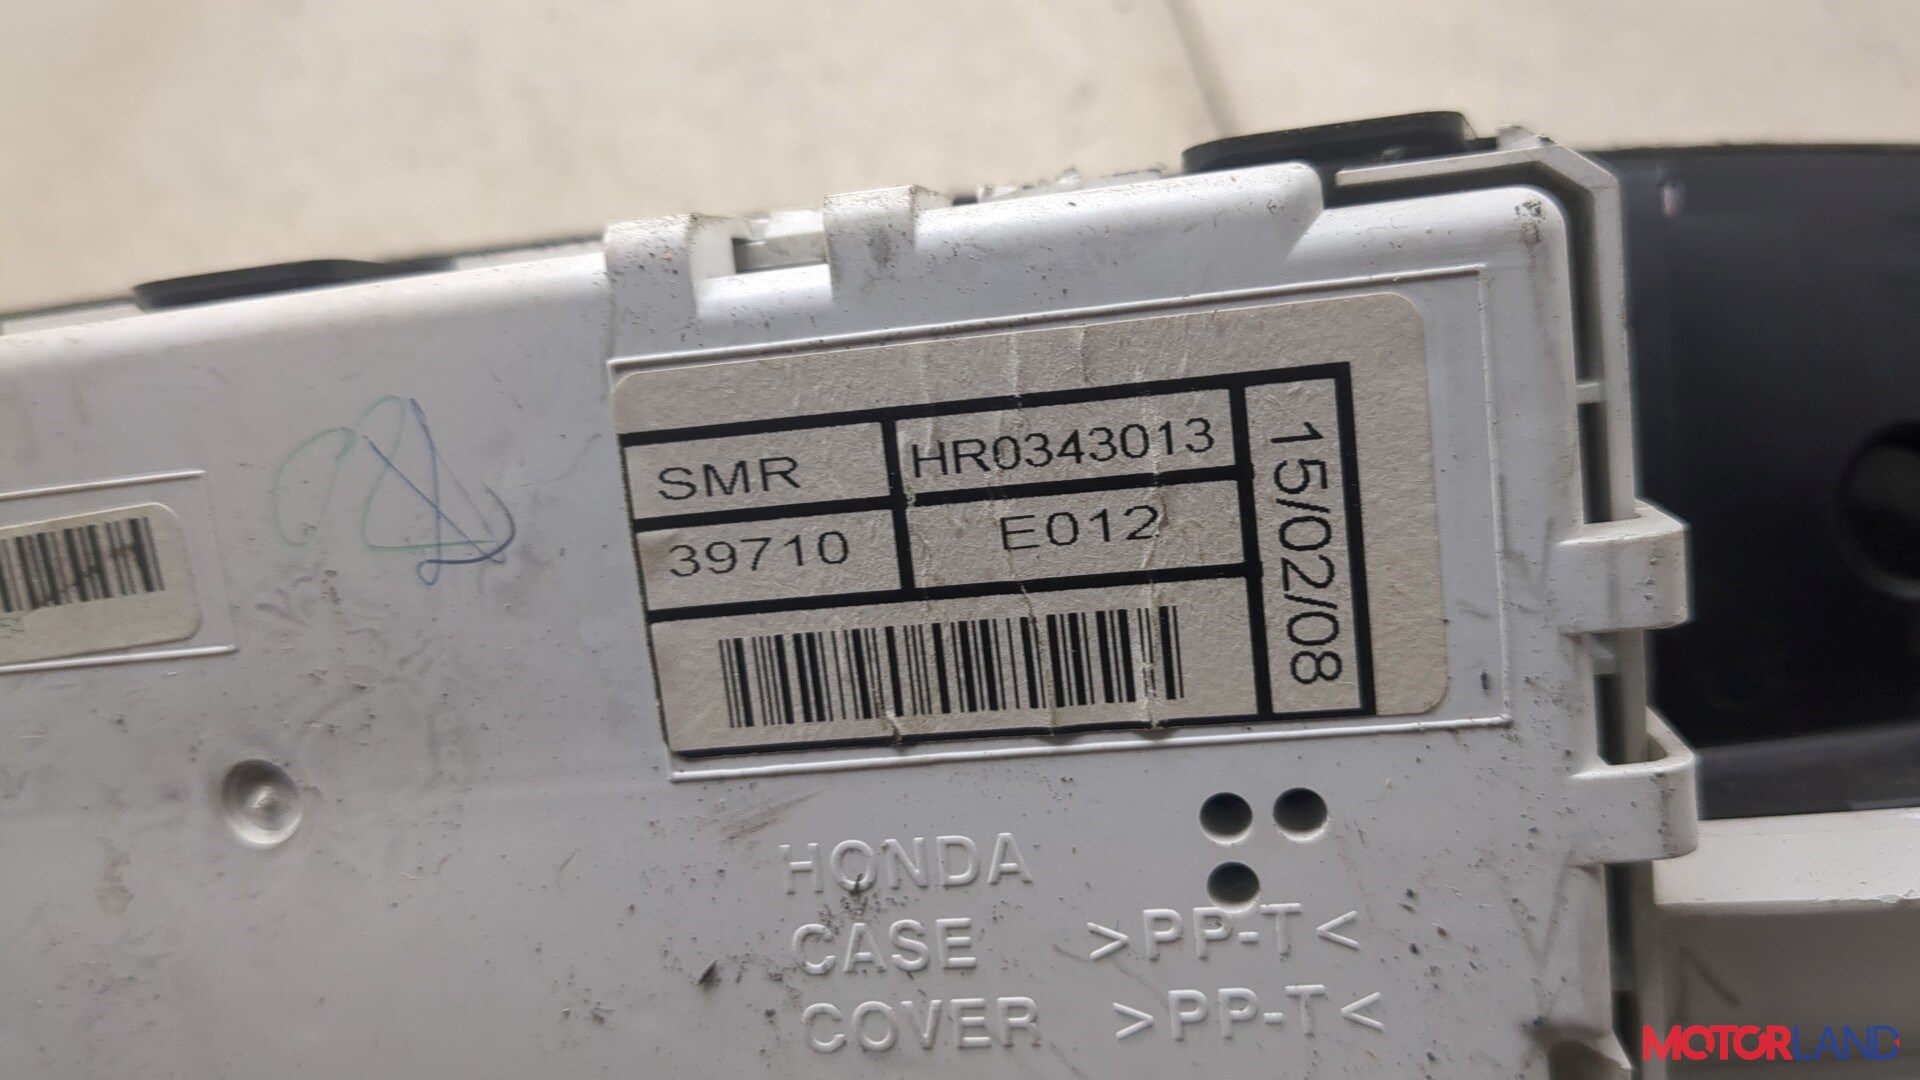 SMR HR0343013
39710 E012
15/02/08
HONDA
CASE >PP-T<
COVER >PP-T<
MOTORLAND